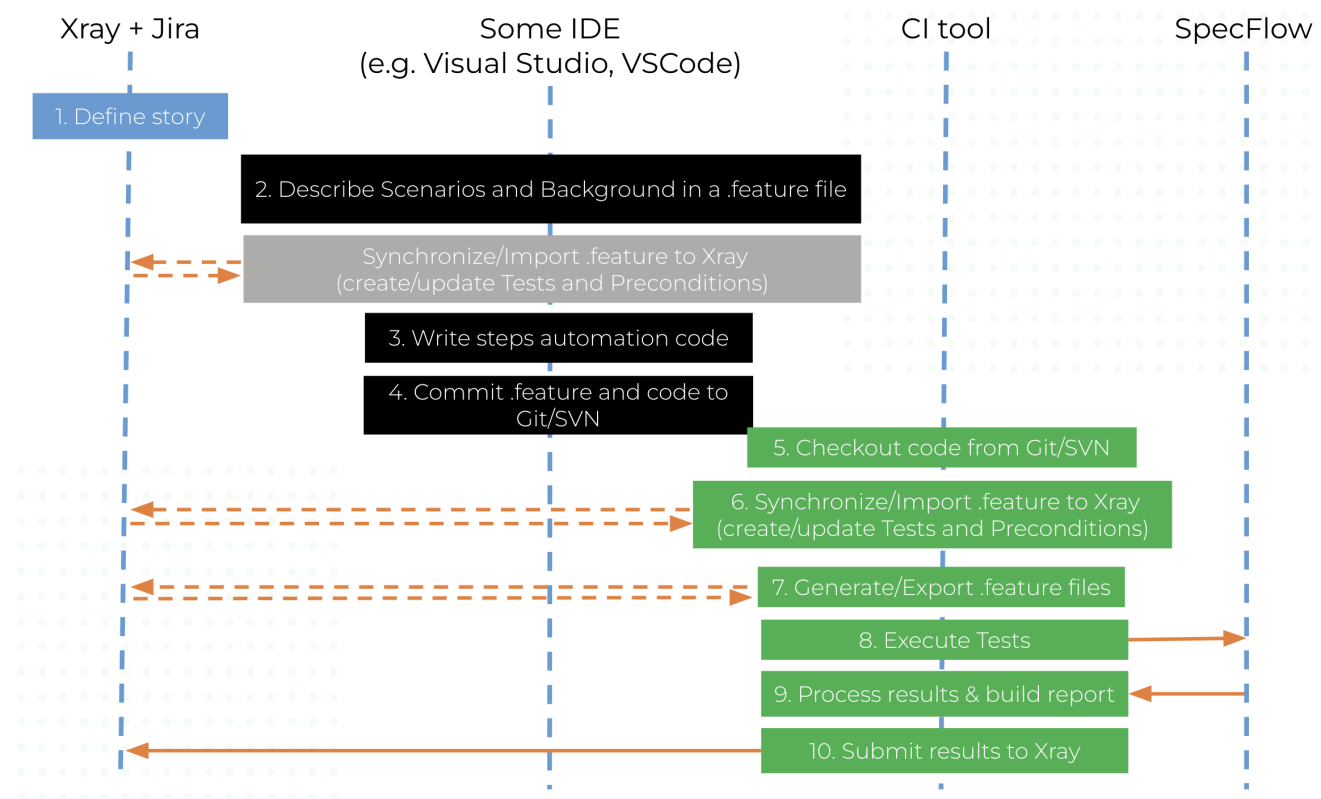 Xray + Jira
Some IDE
(e.g. Visual Studio, VSCode)
CI tool
SpecFlow
1. Define story
2. Describe Scenarios and Background in a .feature file
Synchronize/Import .feature to Xray
(create/update Tests and Preconditions)
3. Write steps automation code
4. Commit .feature and code to
Git/SVN
5. Checkout code from Git/SVN
6. Synchronize/Import .feature to Xray
(create/update Tests and Preconditions)
7. Generate/Export .feature files
8. Execute Tests
9. Process results & build report
10. Submit results to Xray